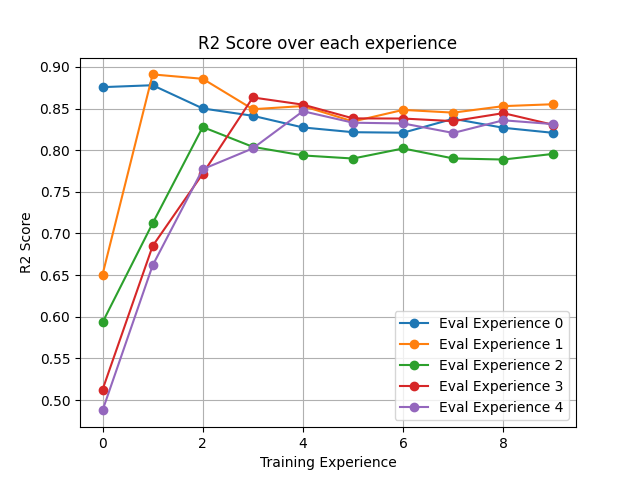 R2 Score over each experience
R2 Score
0.90
0.85
0.80
0.75
0.70
0.65
0.60
0.55
0.50
Eval Experience 0
Eval Experience 1
Eval Experience 2
Eval Experience 3
Eval Experience 4
0 2 4 6 8
Training Experience